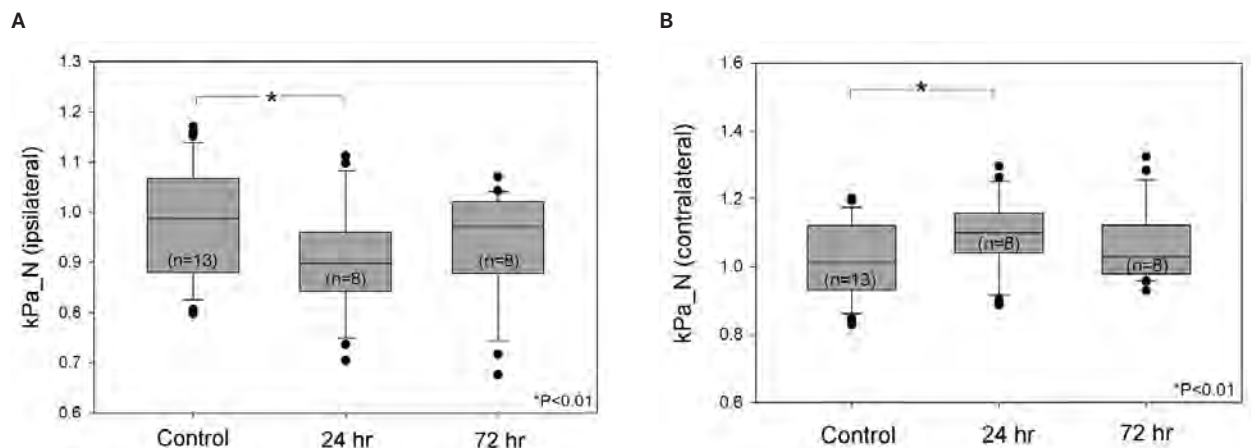 A
kPa_N (ipsilateral)
1.3
1.2
1.1
1.0
0.9
0.8
0.7
0.6
*
(n=13)
(n=8)
(n=8)
*P<0.01
Control 24 hr 72 hr
B
kPa_N (contralateral)
1.6
1.4
1.2
1.0
0.8
0.6
*
(n=13)
(n=8)
(n=8)
*P<0.01
Control 24 hr 72 hr